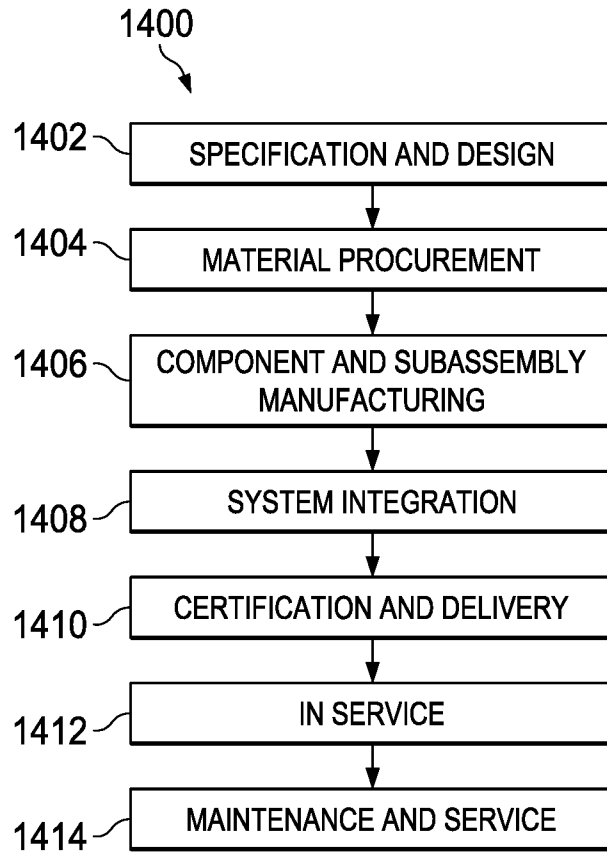 1400
1402
SPECIFICATION AND DESIGN
1404
MATERIAL PROCUREMENT
1406
COMPONENT AND SUBASSEMBLY
MANUFACTURING
1408
SYSTEM INTEGRATION
1410
CERTIFICATION AND DELIVERY
1412
IN SERVICE
1414
MAINTENANCE AND SERVICE